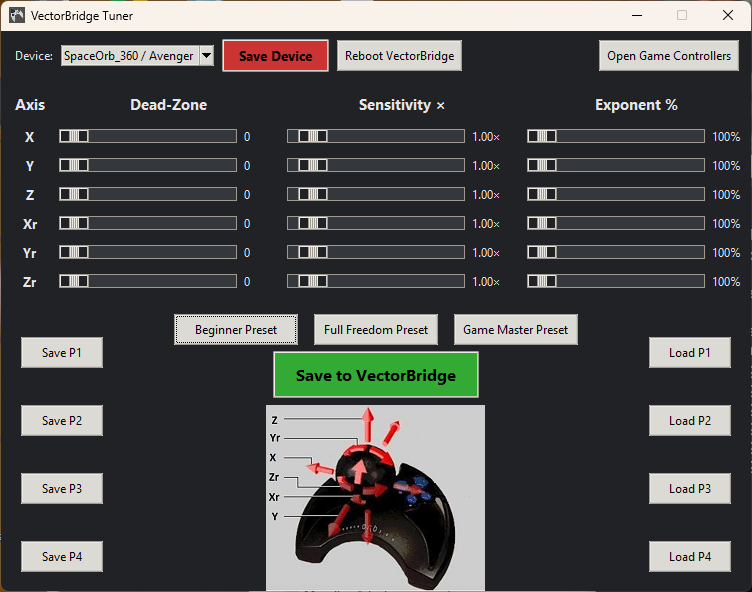 VectorBridge Tuner
Device: SpaceOrb_360 / Avenger Save Device Reboot VectorBridge Open Game Controllers
Axis Dead-Zone Sensitivity × Exponent %
X 0 1.00× 100%
Y 0 1.00× 100%
Z 0 1.00× 100%
Xr 0 1.00× 100%
Yr 0 1.00× 100%
Zr 0 1.00× 100%
Beginner Preset Full Freedom Preset Game Master Preset
Save P1 Load P1
Save to VectorBridge
Save P2 Load P2
Save P3 Load P3
Save P4 Load P4
Z
Yr
X
Zr
Xr
Y